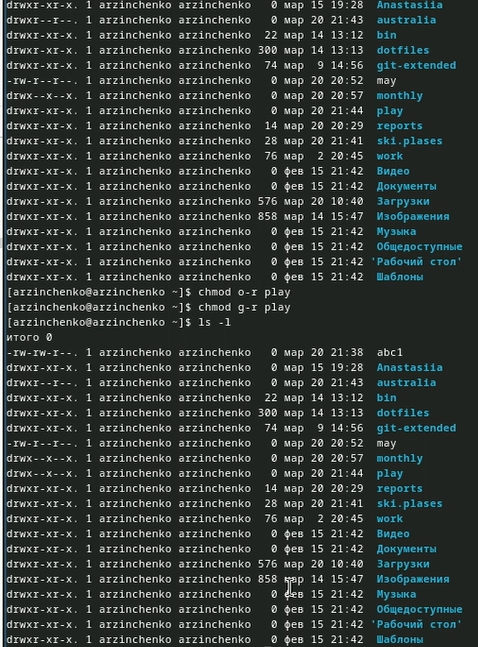 drwxr-xr-x. 1 arzinchenko arzinchenko   0 мар 15 19:28  Anastasiia
drwxr--r--. 1 arzinchenko arzinchenko   0 мар 20 21:43  australia
drwxr-xr-x. 1 arzinchenko arzinchenko  22 мар 14 13:12  bin
drwxr-xr-x. 1 arzinchenko arzinchenko 300 мар 14 13:13  dotfiles
drwxr-xr-x. 1 arzinchenko arzinchenko  74 мар  9 14:56  git-extended
-rw-r--r--. 1 arzinchenko arzinchenko   0 мар 20 20:52  may
drwx--x--x. 1 arzinchenko arzinchenko   0 мар 20 20:57  monthly
drwxr-xr-x. 1 arzinchenko arzinchenko   0 мар 20 21:44  play
drwxr-xr-x. 1 arzinchenko arzinchenko  14 мар 20 20:29  reports
drwxr-xr-x. 1 arzinchenko arzinchenko  28 мар 20 21:41  ski.plases
drwxr-xr-x. 1 arzinchenko arzinchenko  76 мар  2 20:45  work
drwxr-xr-x. 1 arzinchenko arzinchenko   0 фев 15 21:42  Видео
drwxr-xr-x. 1 arzinchenko arzinchenko   0 фев 15 21:42  Документы
drwxr-xr-x. 1 arzinchenko arzinchenko 576 мар 20 10:40  Загрузки
drwxr-xr-x. 1 arzinchenko arzinchenko 858 мар 14 15:47  Изображения
drwxr-xr-x. 1 arzinchenko arzinchenko   0 фев 15 21:42  Музыка
drwxr-xr-x. 1 arzinchenko arzinchenko   0 фев 15 21:42  Общедоступные
drwxr-xr-x. 1 arzinchenko arzinchenko   0 фев 15 21:42 'Рабочий стол'
drwxr-xr-x. 1 arzinchenko arzinchenko   0 фев 15 21:42  Шаблоны
[arzinchenko@arzinchenko ~]$ chmod o-r play
[arzinchenko@arzinchenko ~]$ chmod g-r play
[arzinchenko@arzinchenko ~]$ ls -l
итого 0
-rw-rw-r--. 1 arzinchenko arzinchenko   0 мар 20 21:38  abc1
drwxr-xr-x. 1 arzinchenko arzinchenko   0 мар 15 19:28  Anastasiia
drwxr--r--. 1 arzinchenko arzinchenko   0 мар 20 21:43  australia
drwxr-xr-x. 1 arzinchenko arzinchenko  22 мар 14 13:12  bin
drwxr-xr-x. 1 arzinchenko arzinchenko 300 мар 14 13:13  dotfiles
drwxr-xr-x. 1 arzinchenko arzinchenko  74 мар  9 14:56  git-extended
-rw-r--r--. 1 arzinchenko arzinchenko   0 мар 20 20:52  may
drwx--x--x. 1 arzinchenko arzinchenko   0 мар 20 20:57  monthly
drwx--x--x. 1 arzinchenko arzinchenko   0 мар 20 21:44  play
drwxr-xr-x. 1 arzinchenko arzinchenko  14 мар 20 20:29  reports
drwxr-xr-x. 1 arzinchenko arzinchenko  28 мар 20 21:41  ski.plases
drwxr-xr-x. 1 arzinchenko arzinchenko  76 мар  2 20:45  work
drwxr-xr-x. 1 arzinchenko arzinchenko   0 фев 15 21:42  Видео
drwxr-xr-x. 1 arzinchenko arzinchenko   0 фев 15 21:42  Документы
drwxr-xr-x. 1 arzinchenko arzinchenko 576 мар 20 10:40  Загрузки
drwxr-xr-x. 1 arzinchenko arzinchenko 858 мар 14 15:47  Изображения
drwxr-xr-x. 1 arzinchenko arzinchenko   0 фев 15 21:42  Музыка
drwxr-xr-x. 1 arzinchenko arzinchenko   0 фев 15 21:42  Общедоступные
drwxr-xr-x. 1 arzinchenko arzinchenko   0 фев 15 21:42 'Рабочий стол'
drwxr-xr-x. 1 arzinchenko arzinchenko   0 фев 15 21:42  Шаблоны